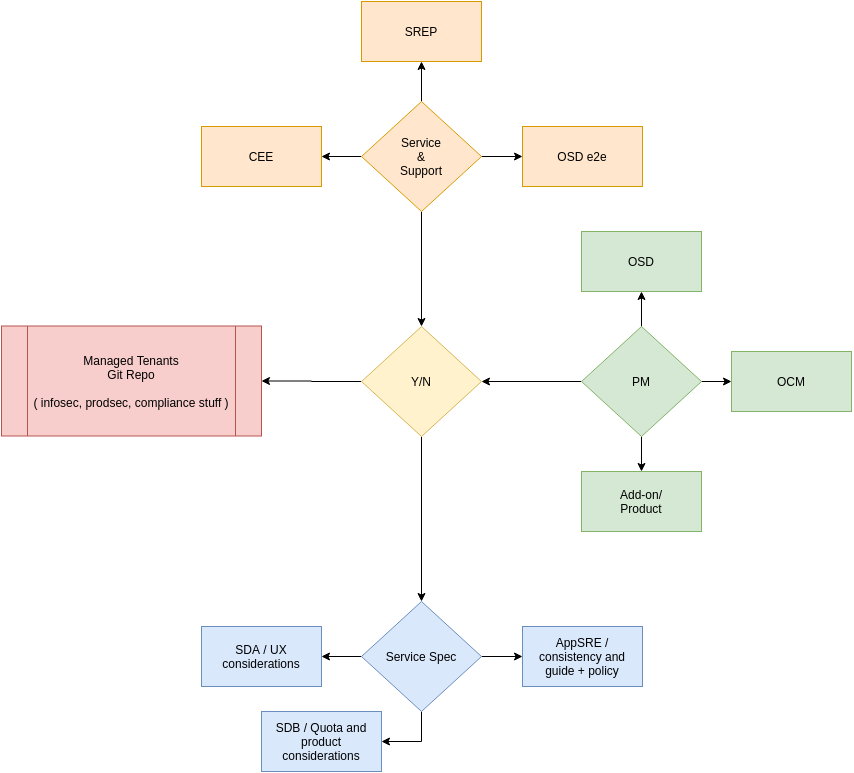 SREP
Service
&
Support
CEE
OSD e2e
OSD
Managed Tenants
Git Repo
( infosec, prodsec, compliance stuff )
Y/N
PM
OCM
Add-on/
Product
SDA / UX
considerations
Service Spec
AppSRE /
consistency and
guide + policy
SDB / Quota and
product
considerations